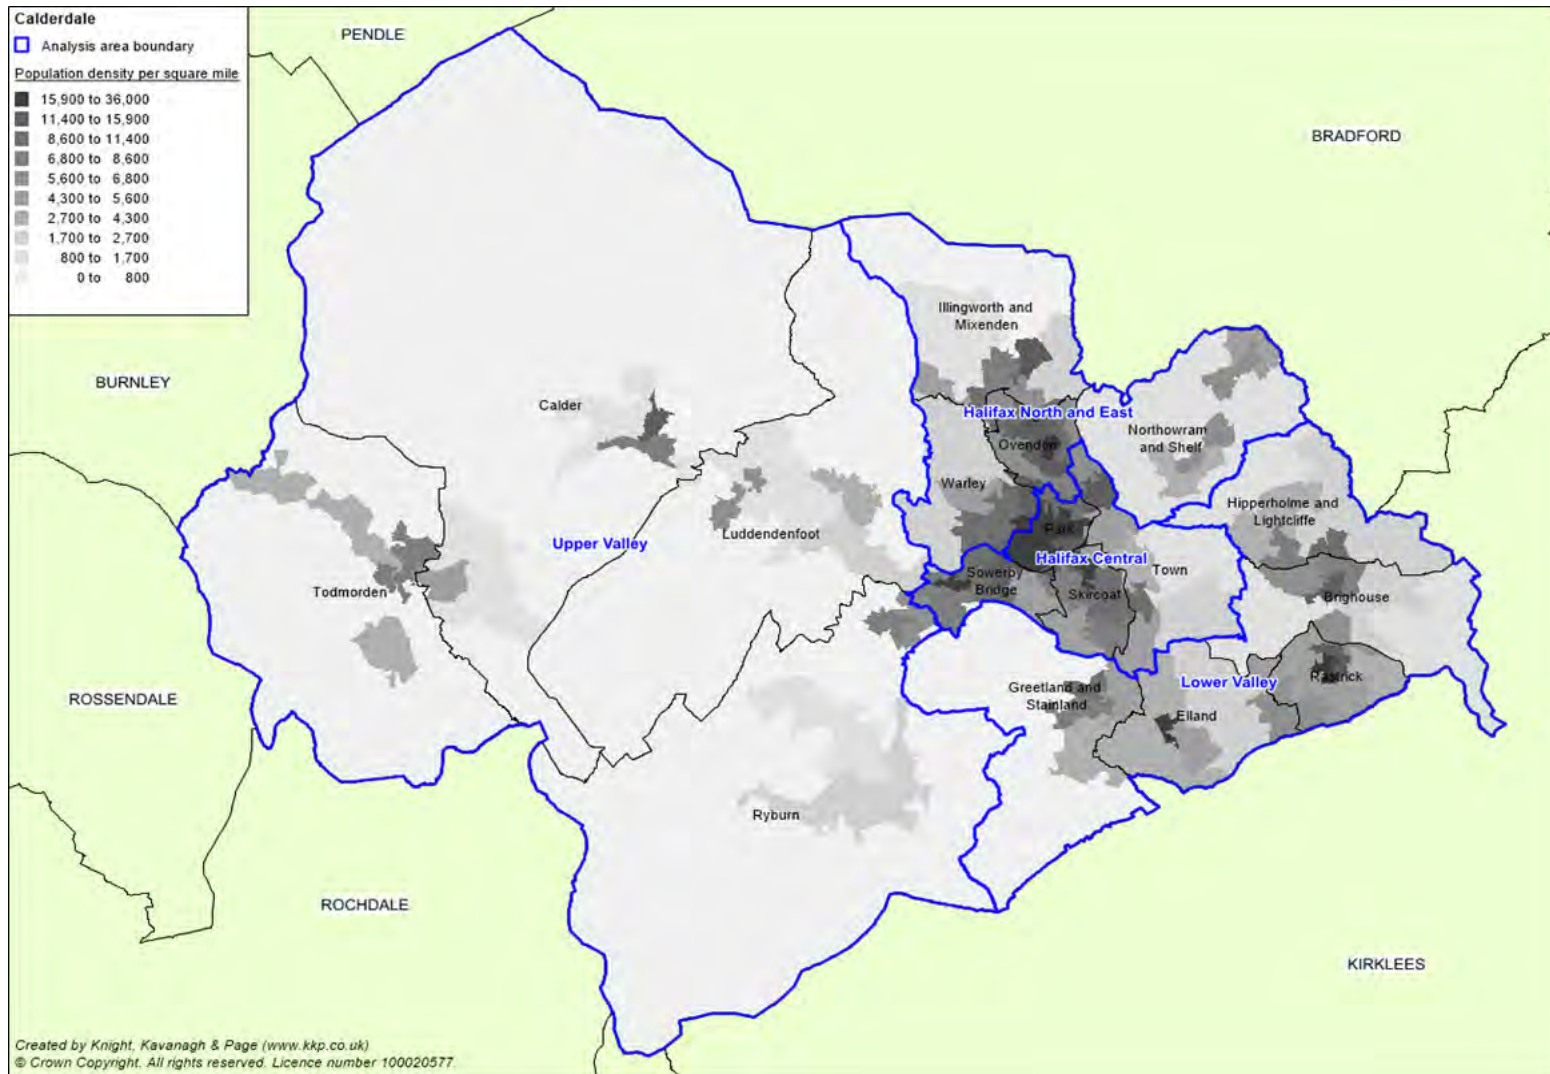 Calderdale
Analysis area boundary
Population density per square mile
15,900 to 36,000
11,400 to 15,900
8,600 to 11,400
6,800 to 8,600
5,600 to 6,800
4,300 to 5,600
2,700 to 4,300
1,700 to 2,700
800 to 1,700
0 to 800
PENDLE
BRADFORD
BURNLEY
ROSSENDALE
ROCHDALE
KIRKLEES
Illingworth and
Mixenden
Calder
Halifax North and East
Ovenden
Northowram
and Shelf
Warley
Hipperholme and
Lightcliffe
Luddendenfoot
Upper Valley
Park
Halifax Central
Town
Todmorden
Sowerby
Bridge
Skircoat
Brighouse
Greetland and
Stainland
Lower Valley
Rastrick
Elland
Ryburn
Created by Knight, Kavanagh & Page (www.kkp.co.uk)
© Crown Copyright. All rights reserved. Licence number 100020577.